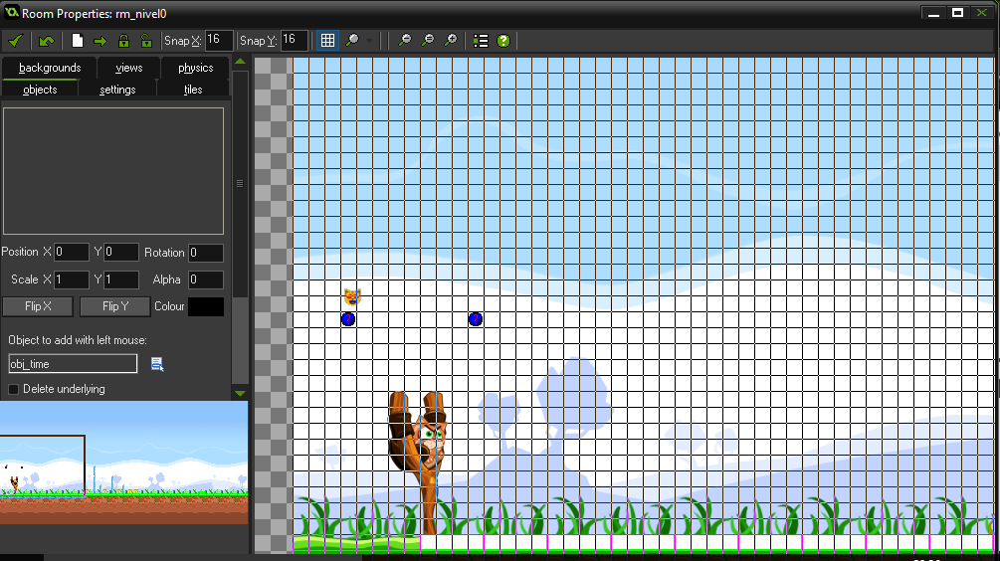 Room Properties: rm_nivel0
Snap X: 16 Snap Y: 16
backgrounds views physics
objects settings tiles
Position X 0 Y 0 Rotation 0
Scale X 1 Y 1 Alpha 0
Flip X Flip Y Colour
Object to add with left mouse:
obj_time
Delete underlying